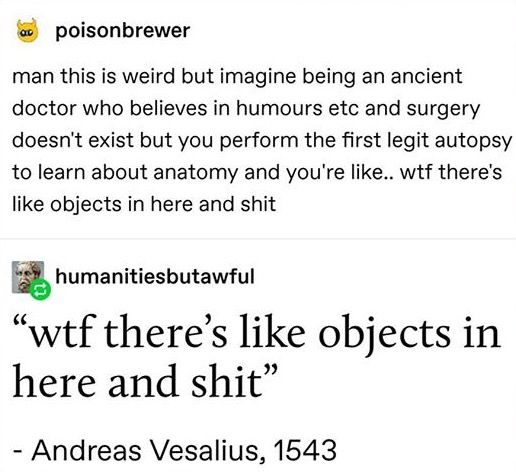 poisonbrewer
man this is weird but imagine being an ancient
doctor who believes in humours etc and surgery
doesn't exist but you perform the first legit autopsy
to learn about anatomy and you're like.. wtf there's
like objects in here and shit
humanitiesbutawful
“wtf there’s like objects in
here and shit”
- Andreas Vesalius, 1543